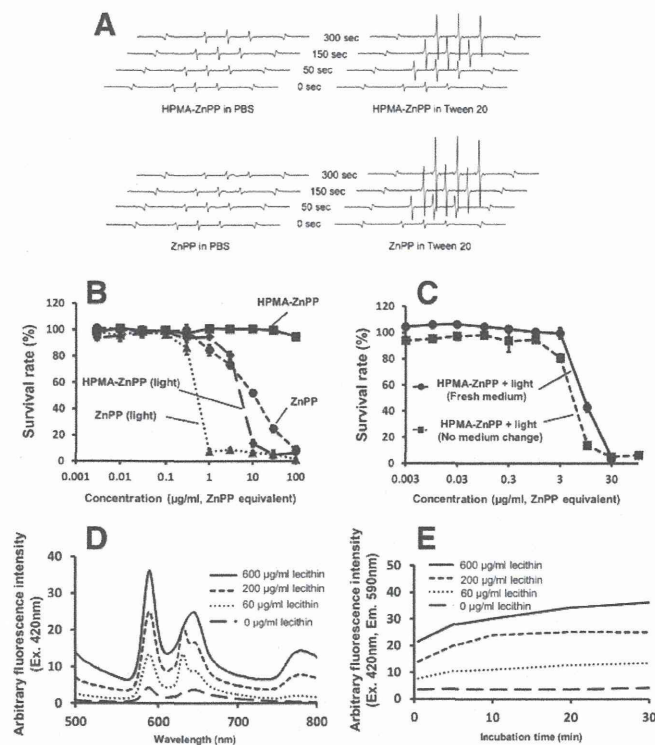 A
300 sec
150 sec
50 sec
0 sec
HPMA-ZnPP in PBS
HPMA-ZnPP in Tween 20
300 sec
150 sec
50 sec
0 sec
ZnPP in PBS
ZnPP in Tween 20
B
Survival rate (%)
120
100
80
60
40
20
0
HPMA-ZnPP
HPMA-ZnPP (light)
ZnPP (light)
ZnPP
0.01
0.1
1
10
100
Concentration (µg/ml, ZnPP equivalent)
C
Survival rate (%)
120
100
80
60
40
20
0
HPMA-ZnPP + light
(Fresh medium)
HPMA-ZnPP + light
(No medium change)
0.003
0.03
0.3
3
30
Concentration (µg/ml, ZnPP equivalent)
D
Arbitrary fluorescence intensity
(Ex. 420nm)
40
30
20
10
0
600 µg/ml lecithin
200 µg/ml lecithin
60 µg/ml lecithin
0 µg/ml lecithin
500
600
700
800
Wavelength (nm)
E
Arbitrary fluorescence intensity
(Ex. 420nm, Em. 590nm)
50
40
30
20
10
0
600 µg/ml lecithin
200 µg/ml lecithin
60 µg/ml lecithin
0 µg/ml lecithin
0
10
20
30
Incubation time (min)